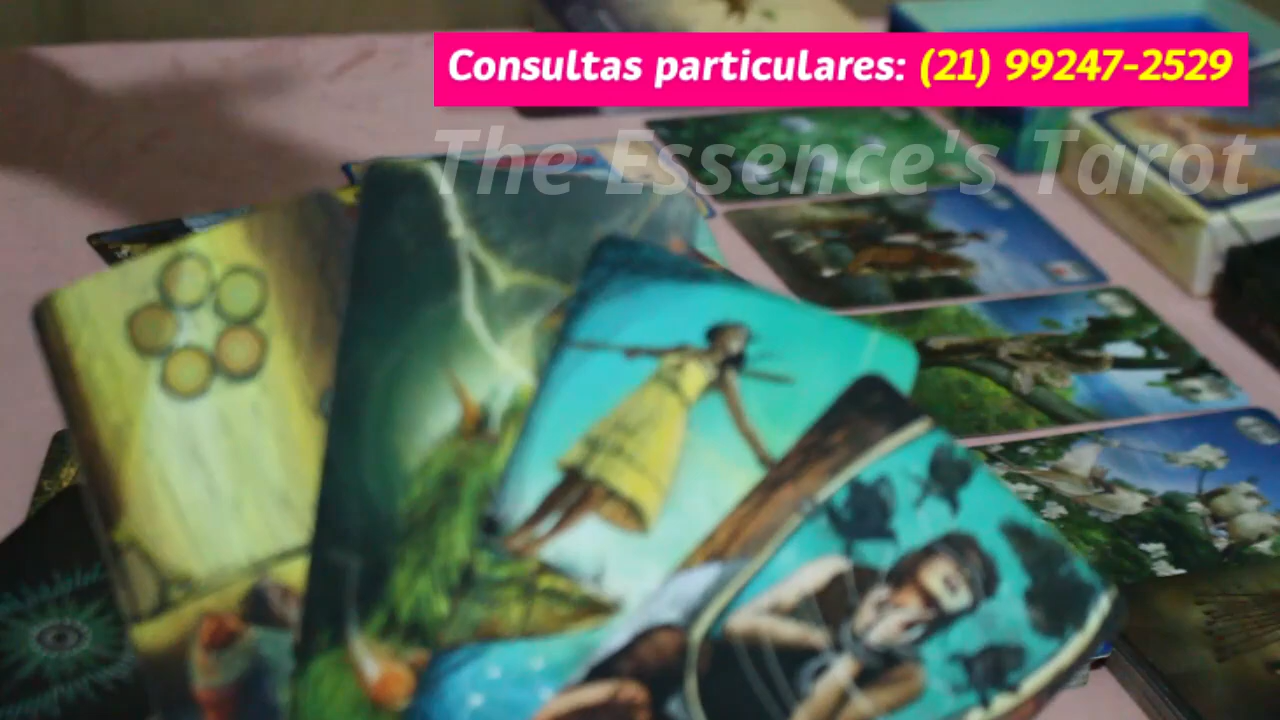 Consultas particulares: (21) 99247-2529
The Essence's Tarot